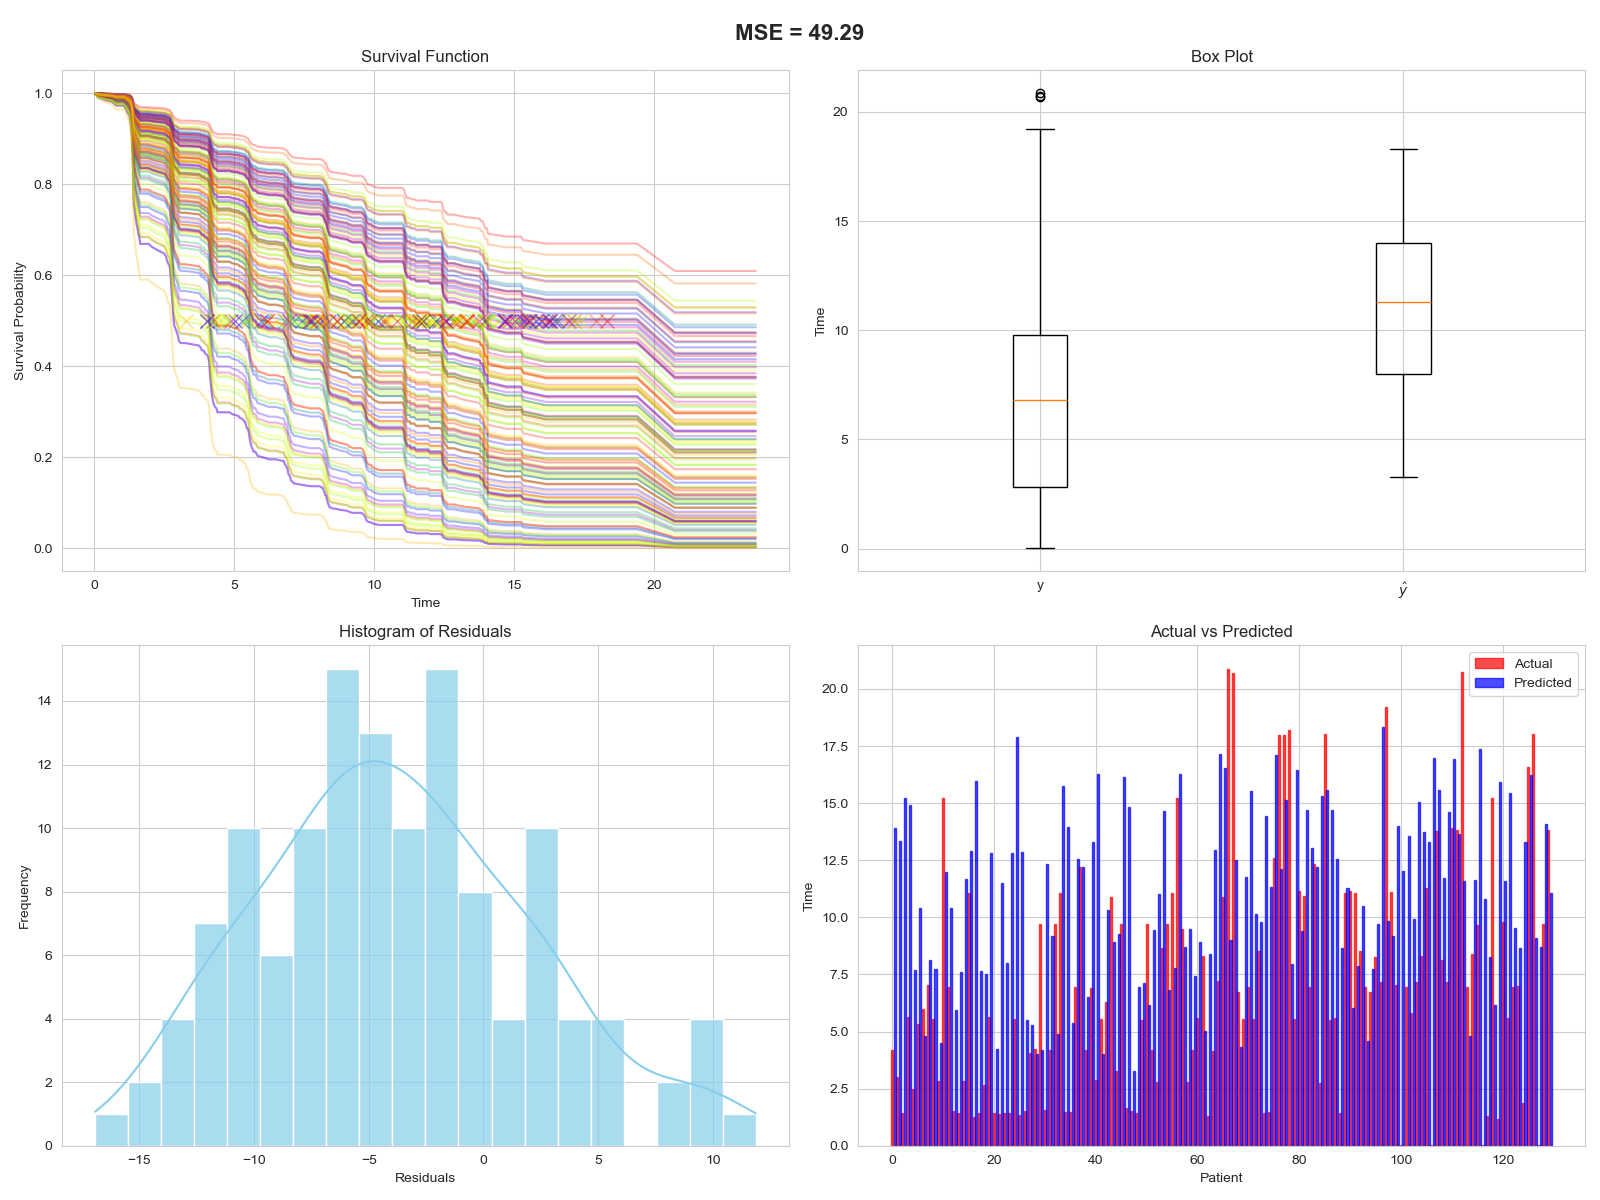 MSE = 49.29
Survival Function
Survival Probability
1.0
0.8
0.6
0.4
0.2
0.0
0
5
10
15
20
Time
Box Plot
Time
20
15
10
5
0
y
ŷ
Histogram of Residuals
Frequency
14
12
10
8
6
4
2
0
−15
−10
−5
0
5
10
Residuals
Actual vs Predicted
Actual
Predicted
Time
20.0
17.5
15.0
12.5
10.0
7.5
5.0
2.5
0.0
0
20
40
60
80
100
120
Patient